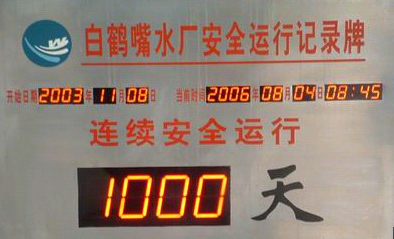 白鹤嘴水厂安全运行记录牌
开始日期2003年11月08日 当前时间2006年08月04日08:45
连续安全运行
1000天